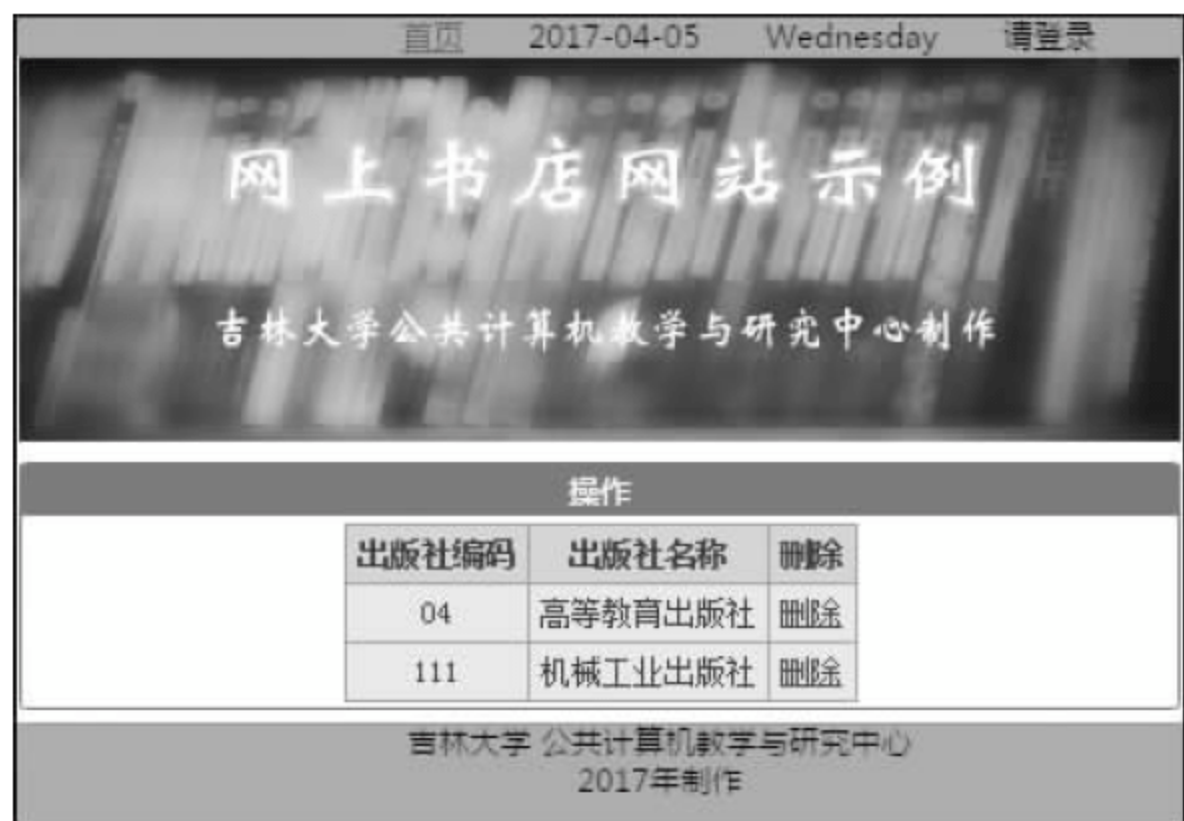 首页 2017-04-05 Wednesday 请登录
网上书店网站示例
吉林大学公共计算机教学与研究中心制作
操作
出版社编码 出版社名称 删除
04 高等教育出版社 删除
111 机械工业出版社 删除
吉林大学 公共计算机教学与研究中心
2017年制作